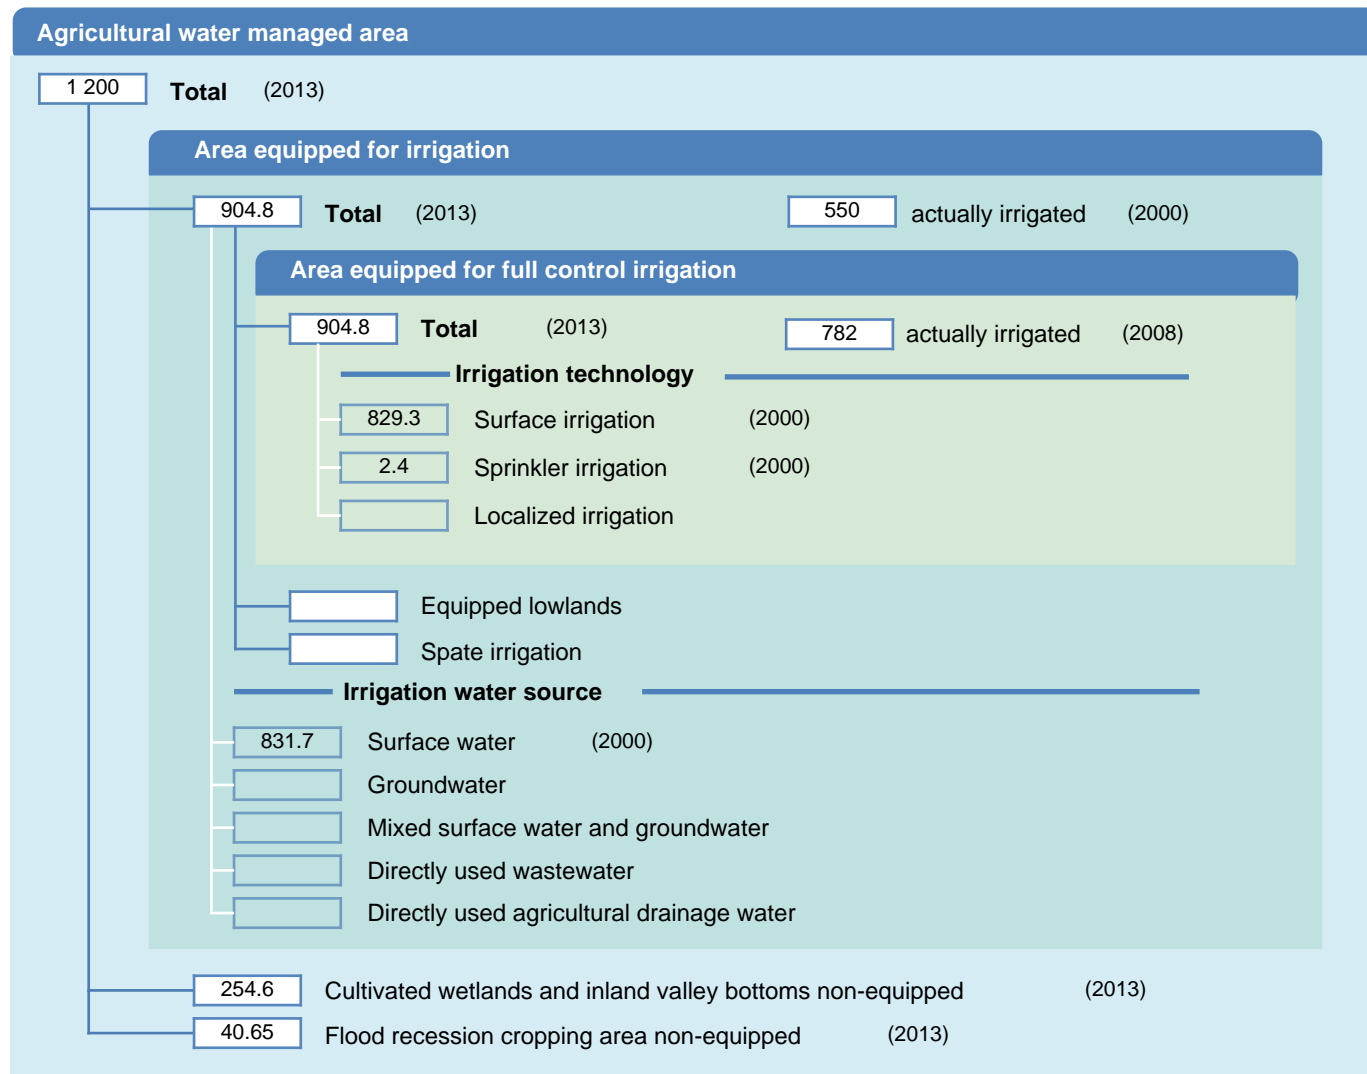 Agricultural water managed area
1 200 Total (2013)
Area equipped for irrigation
904.8 Total (2013) 550 actually irrigated (2000)
Area equipped for full control irrigation
904.8 Total (2013) 782 actually irrigated (2008)
Irrigation technology
829.3 Surface irrigation (2000)
2.4 Sprinkler irrigation (2000)
Localized irrigation
Equipped lowlands
Spate irrigation
Irrigation water source
831.7 Surface water (2000)
Groundwater
Mixed surface water and groundwater
Directly used wastewater
Directly used agricultural drainage water
254.6 Cultivated wetlands and inland valley bottoms non-equipped (2013)
40.65 Flood recession cropping area non-equipped (2013)